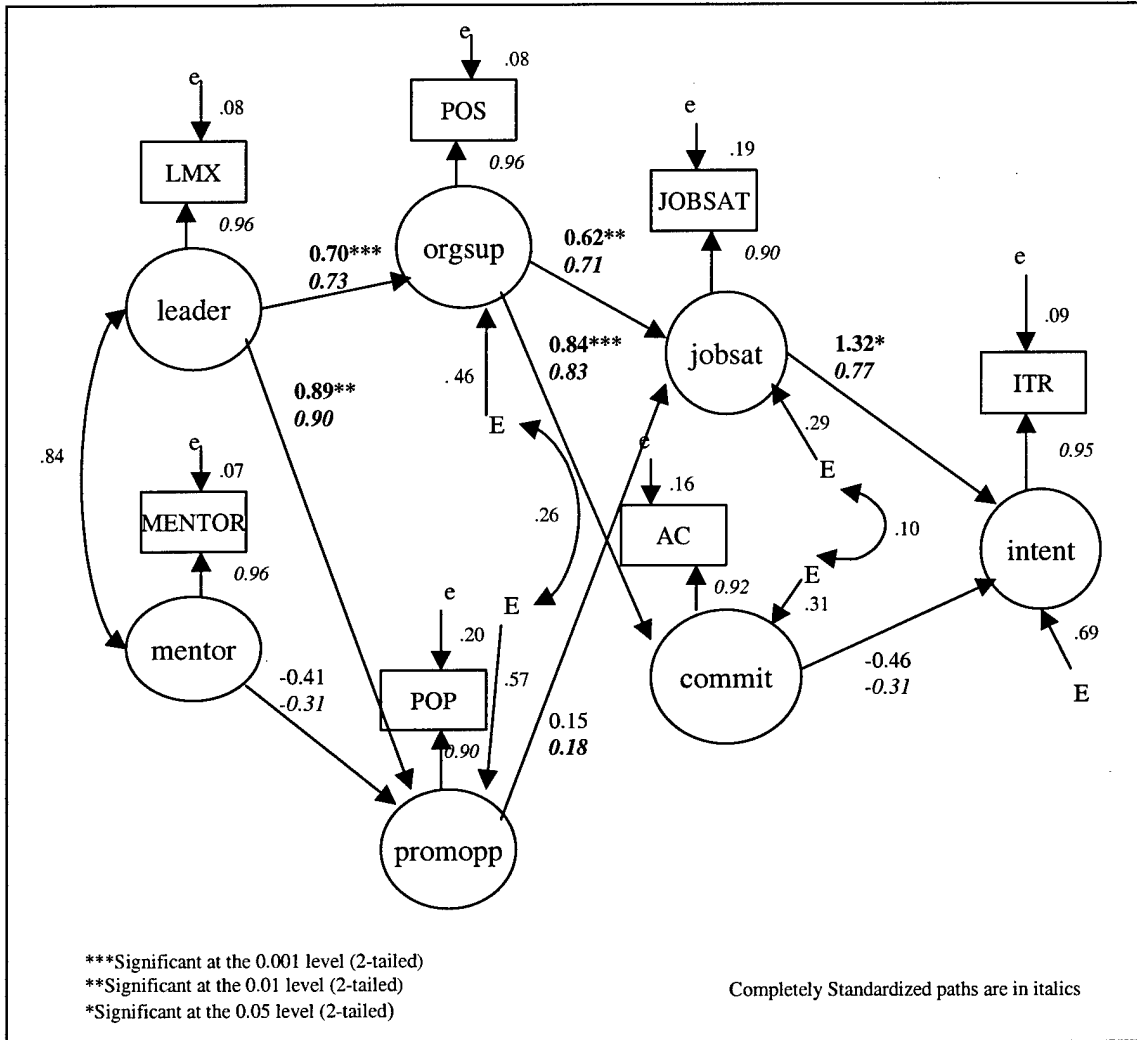 e
.08
POS
0.96
e
.08
LMX
0.96
e
.19
JOBSAT
0.90
e
.09
ITR
0.95
leader
0.70***
0.73
orgsup
0.62**
0.71
jobsat
1.32*
0.77
0.84***
0.83
.46
E
0.89**
0.90
.84
.29
E
e
.16
AC
0.92
.26
.10
E
.31
intent
.69
E
e
.07
MENTOR
0.96
mentor
-0.41
-0.31
e
.20
POP
0.90
E
.57
promopp
0.15
0.18
commit
-0.46
-0.31
***Significant at the 0.001 level (2-tailed)
**Significant at the 0.01 level (2-tailed)
*Significant at the 0.05 level (2-tailed)
Completely Standardized paths are in italics